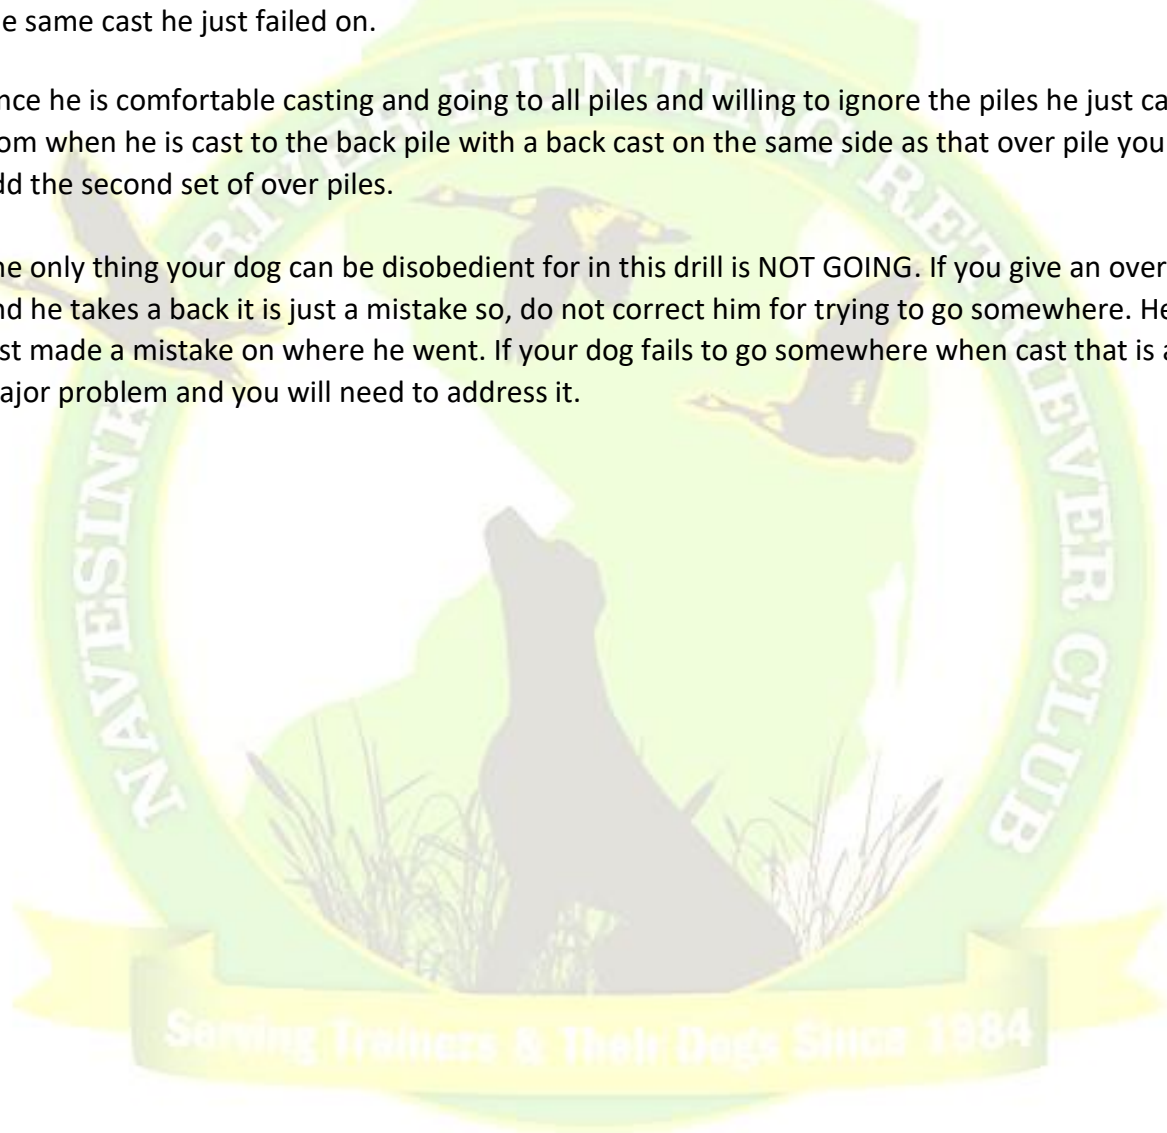 e same cast he just failed on.
nce he is comfortable casting and going to all piles and willing to ignore the piles he just ca
om when he is cast to the back pile with a back cast on the same side as that over pile you
dd the second set of over piles.
e only thing your dog can be disobedient for in this drill is NOT GOING. If you give an over
nd he takes a back it is just a mistake so, do not correct him for trying to go somewhere. He
st made a mistake on where he went. If your dog fails to go somewhere when cast that is a
ajor problem and you will need to address it.
NAVESINK RIVER HUNTING RETRIEVER CLUB
Serving Trainers & Their Dogs Since 1984